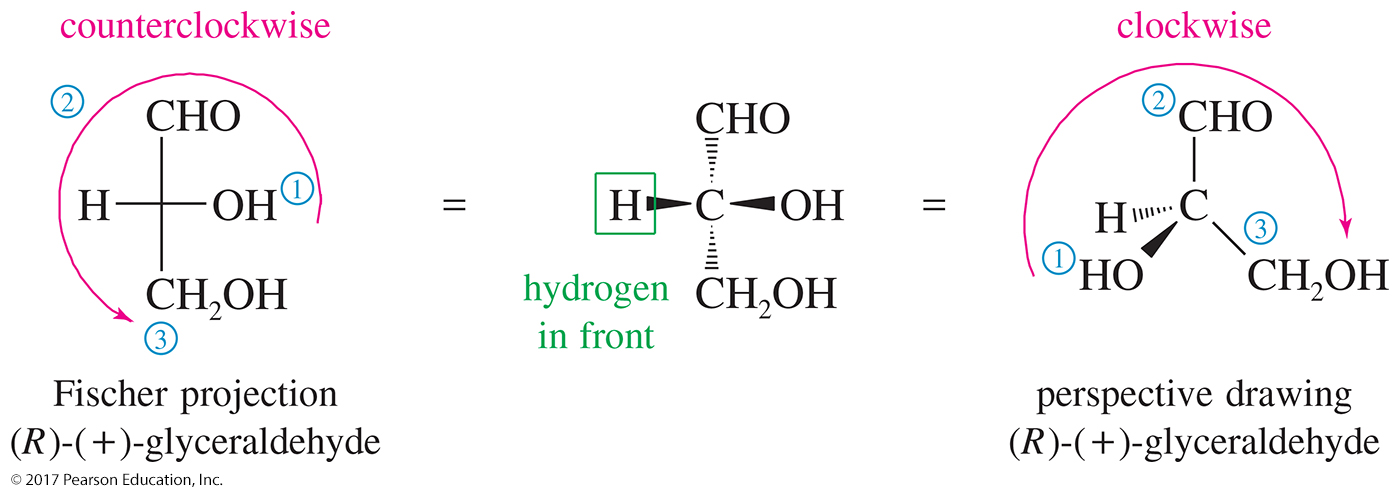 counterclockwise
clockwise
② CHO
H OH ①
CH₂OH
③
=
CHO
H C OH
CH₂OH
hydrogen
in front
=
② CHO
H C
① HO ③ CH₂OH
Fischer projection
(R)-(+)-glyceraldehyde
perspective drawing
(R)-(+)-glyceraldehyde
© 2017 Pearson Education, Inc.